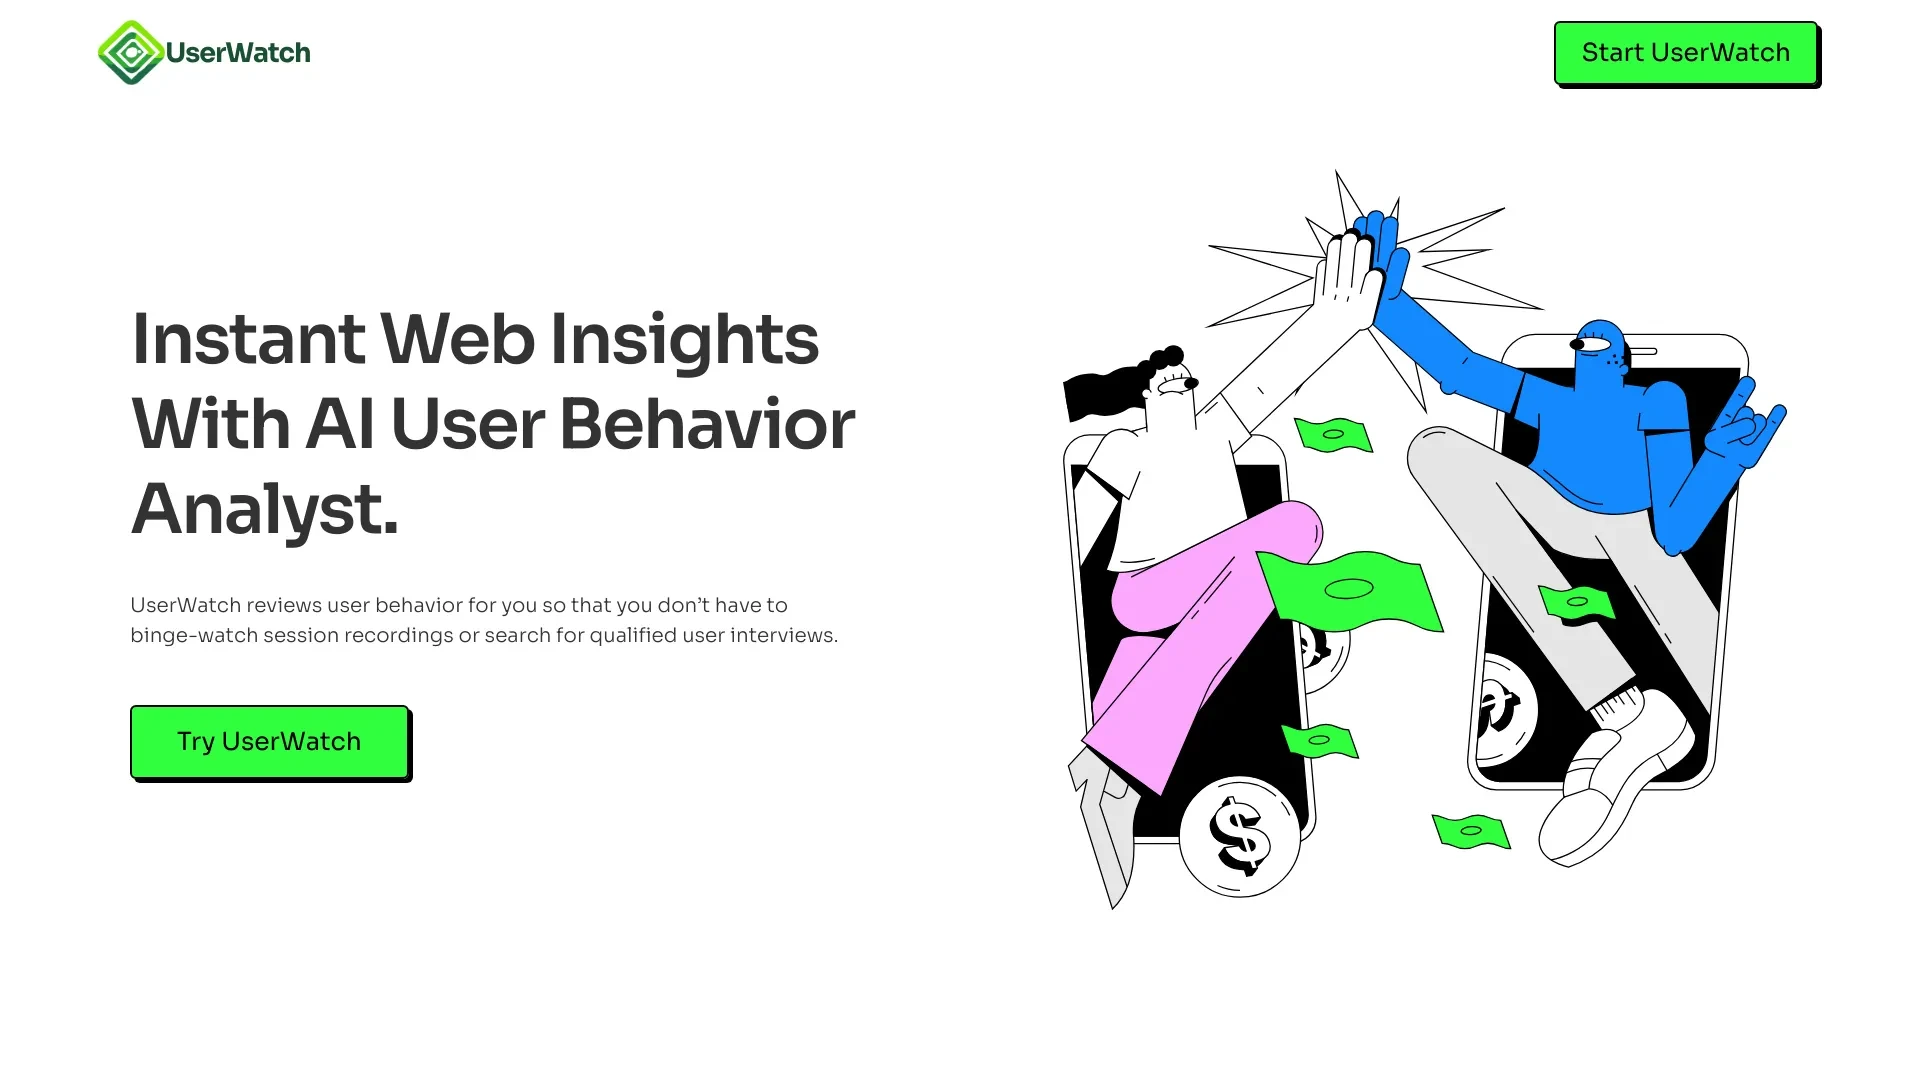 UserWatch
Start UserWatch
Instant Web Insights
With AI User Behavior
Analyst.
UserWatch reviews user behavior for you so that you don’t have to
binge-watch session recordings or search for qualified user interviews.
Try UserWatch
$